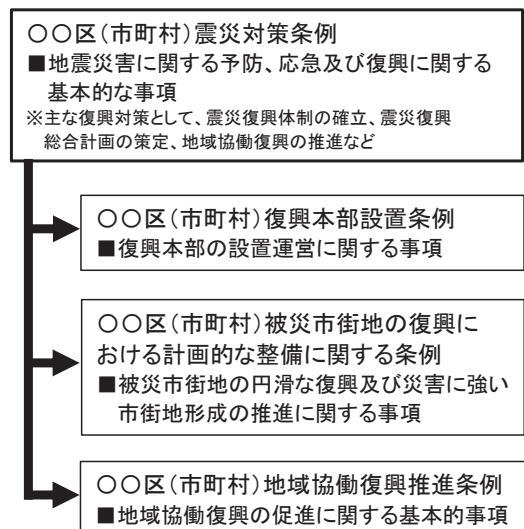 〇〇区（市町村）震災対策条例
■地震災害に関する予防、応急及び復興に関する
基本的な事項
※主な復興対策として、震災復興体制の確立、震災復興
総合計画の策定、地域協働復興の推進など
〇〇区（市町村）復興本部設置条例
■復興本部の設置運営に関する事項
〇〇区（市町村）被災市街地の復興に
おける計画的な整備に関する条例
■被災市街地の円滑な復興及び災害に強い
市街地形成の推進に関する事項
〇〇区（市町村）地域協働復興推進条例
■地域協働復興の促進に関する基本的事項